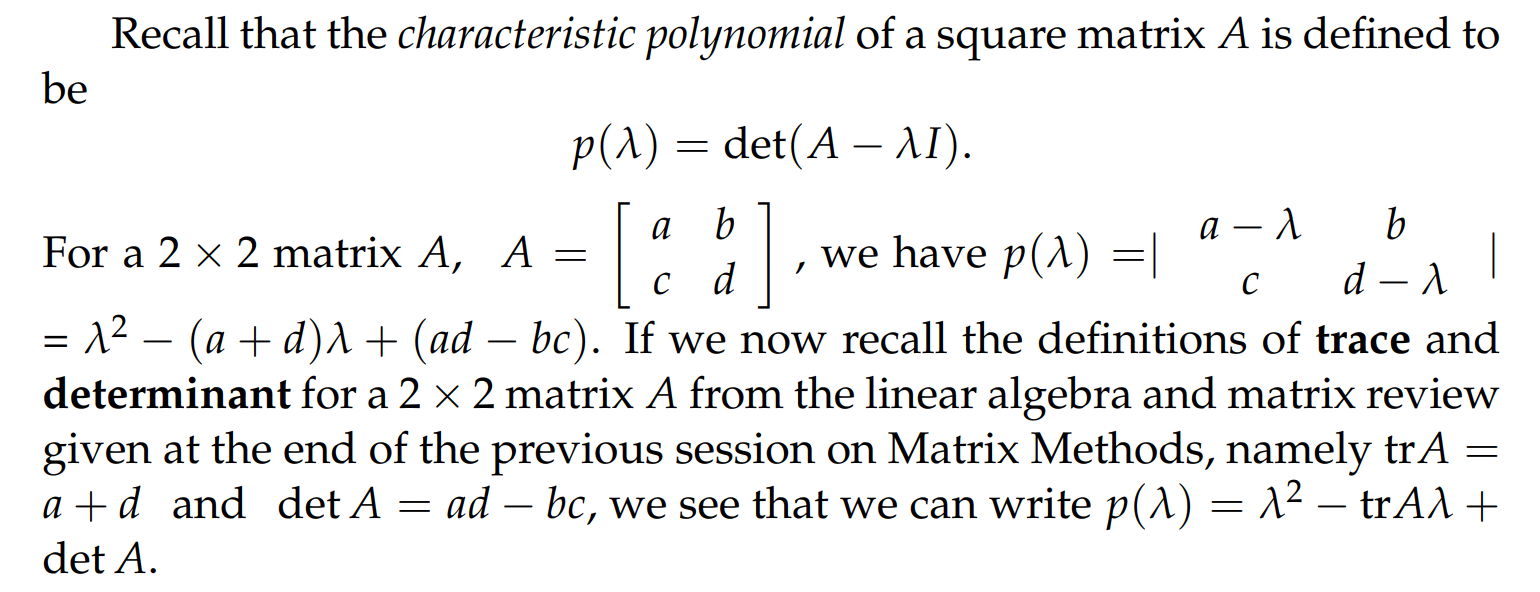 Recall that the characteristic polynomial of a square matrix A is defined to
be
p(λ) = det(A − λI).
For a 2 × 2 matrix A, A = [ a b ; c d ], we have p(λ) =| a − λ b ; c d − λ |
= λ² − (a + d)λ + (ad − bc). If we now recall the definitions of trace and
determinant for a 2 × 2 matrix A from the linear algebra and matrix review
given at the end of the previous session on Matrix Methods, namely trA =
a + d and det A = ad − bc, we see that we can write p(λ) = λ² − trAλ +
det A.